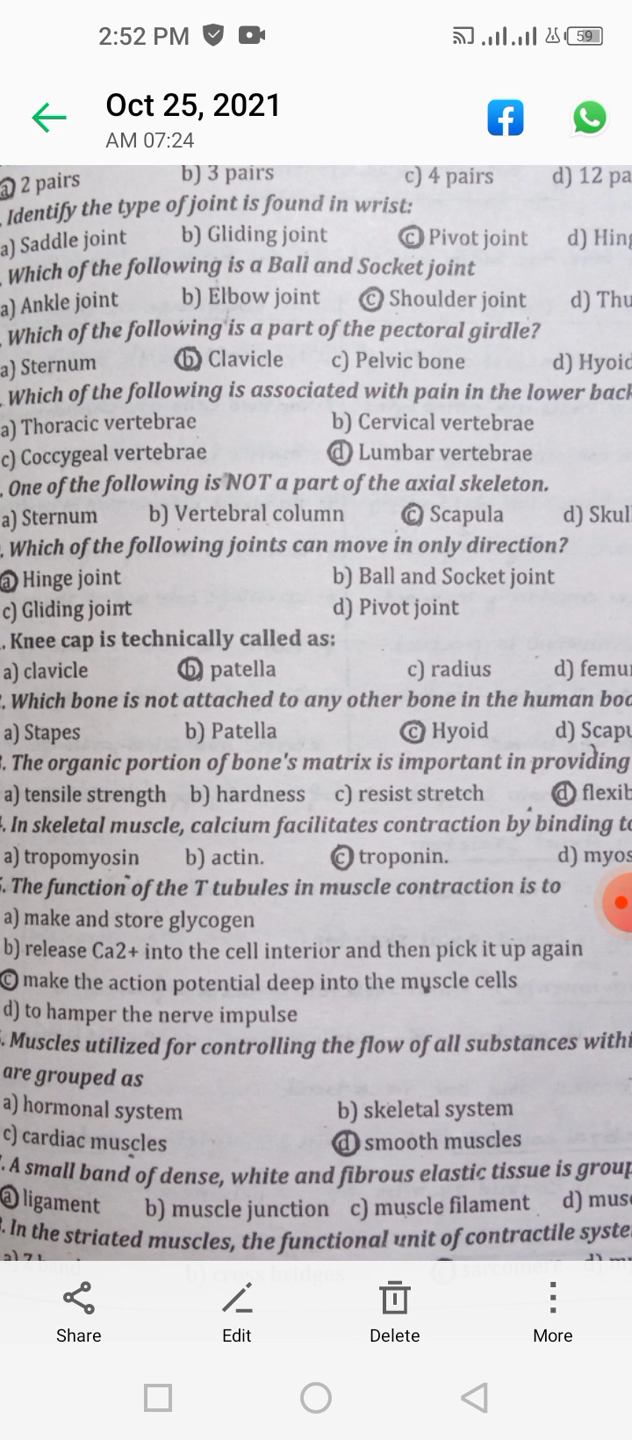 2:52 PM
59
Oct 25, 2021
AM 07:24
a) 2 pairs b) 3 pairs c) 4 pairs d) 12 pa
. Identify the type of joint is found in wrist:
a) Saddle joint b) Gliding joint c) Pivot joint d) Hing
. Which of the following is a Ball and Socket joint
a) Ankle joint b) Elbow joint c) Shoulder joint d) Thu
. Which of the following is a part of the pectoral girdle?
a) Sternum b) Clavicle c) Pelvic bone d) Hyoid
. Which of the following is associated with pain in the lower back
a) Thoracic vertebrae b) Cervical vertebrae
c) Coccygeal vertebrae d) Lumbar vertebrae
. One of the following is NOT a part of the axial skeleton.
a) Sternum b) Vertebral column c) Scapula d) Skul
. Which of the following joints can move in only direction?
a) Hinge joint b) Ball and Socket joint
c) Gliding joint d) Pivot joint
. Knee cap is technically called as:
a) clavicle b) patella c) radius d) femu
. Which bone is not attached to any other bone in the human bod
a) Stapes b) Patella c) Hyoid d) Scapu
. The organic portion of bone's matrix is important in providing
a) tensile strength b) hardness c) resist stretch d) flexib
. In skeletal muscle, calcium facilitates contraction by binding to
a) tropomyosin b) actin. c) troponin. d) myos
. The function of the T tubules in muscle contraction is to
a) make and store glycogen
b) release Ca2+ into the cell interior and then pick it up again
c) make the action potential deep into the muscle cells
d) to hamper the nerve impulse
. Muscles utilized for controlling the flow of all substances withi
are grouped as
a) hormonal system b) skeletal system
c) cardiac muscles d) smooth muscles
. A small band of dense, white and fibrous elastic tissue is group
a) ligament b) muscle junction c) muscle filament d) mus
. In the striated muscles, the functional unit of contractile syste
b) cross bridges c) sarcomere
Share Edit Delete More